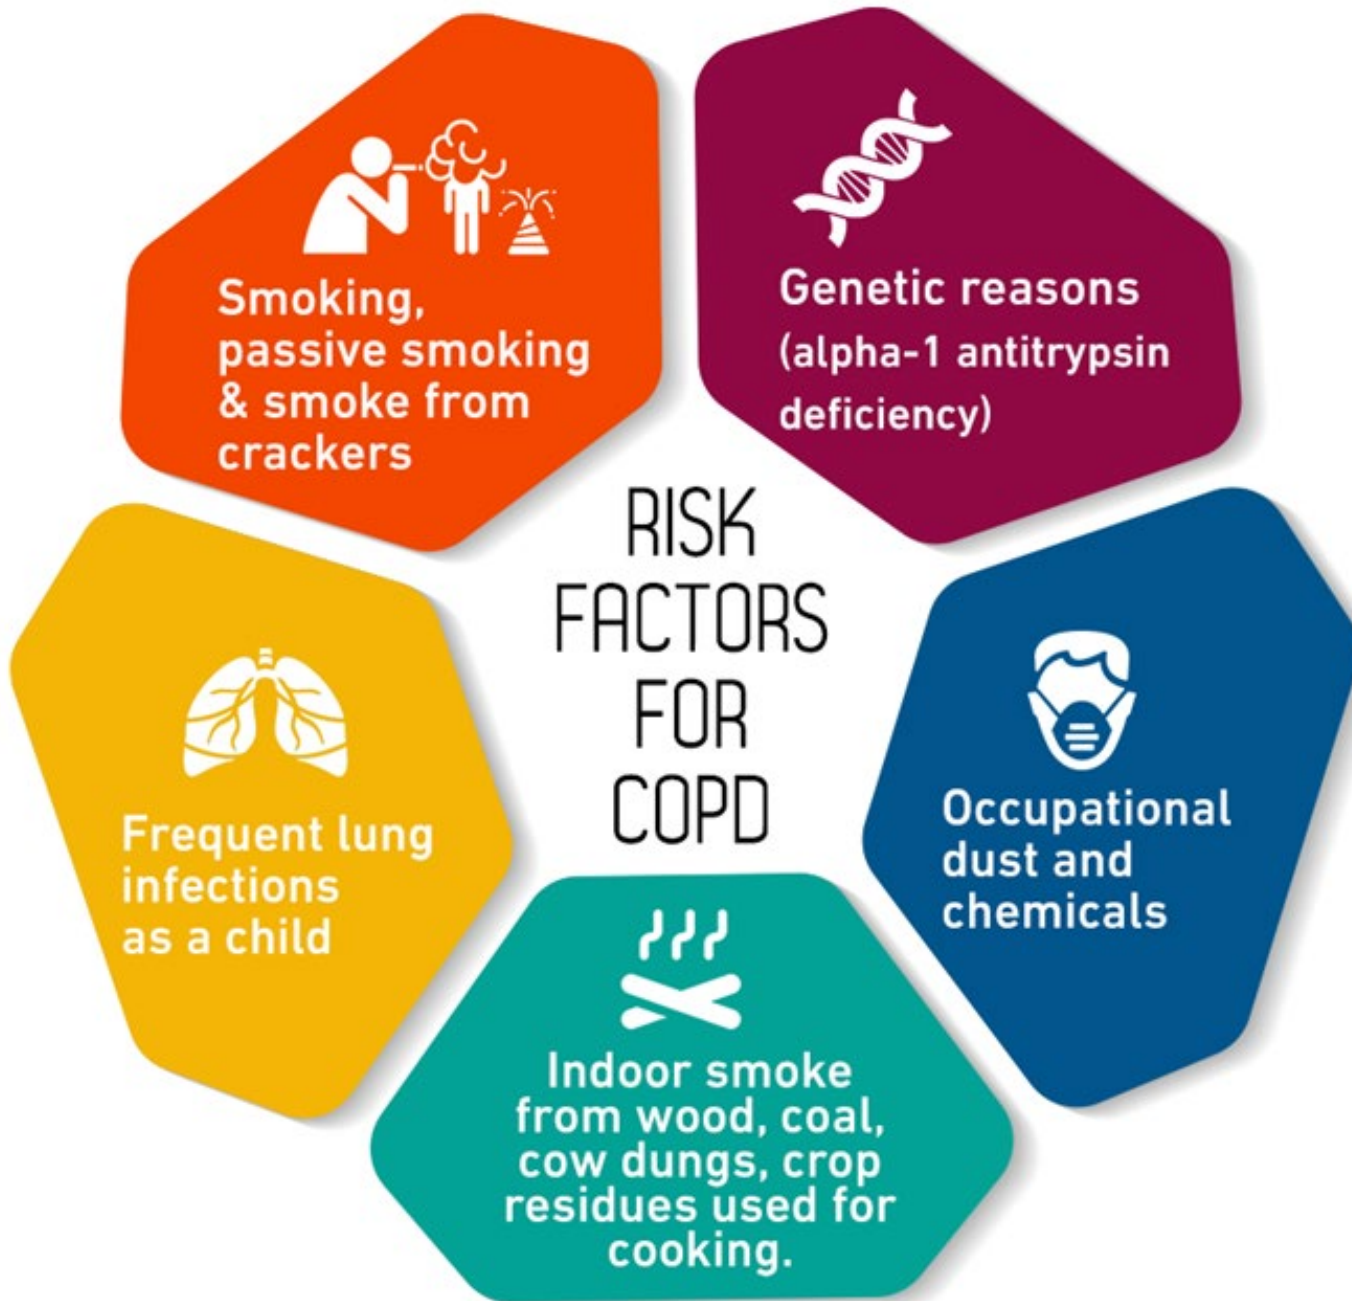 Smoking,
passive smoking
& smoke from
crackers
Genetic reasons
(alpha-1 antitrypsin
deficiency)
RISK
FACTORS
FOR
COPD
Frequent lung
infections
as a child
Occupational
dust and
chemicals
Indoor smoke
from wood, coal,
cow dungs, crop
residues used for
cooking.